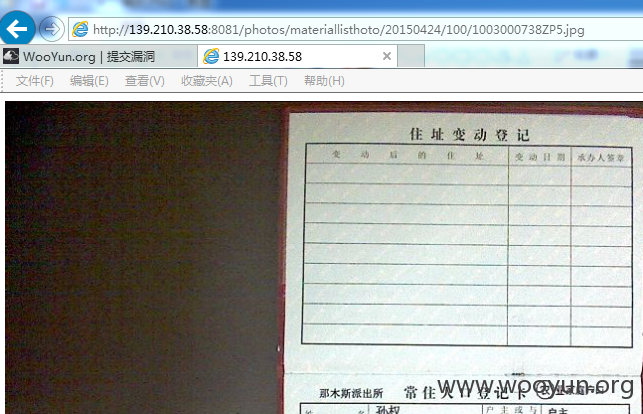 http://139.210.38.58:8081/photos/materiallisthoto/20150424/100/1003000738ZP5.jpg
WooYun.org | 提交漏洞
139.210.38.58
文件(F) 编辑(E) 查看(V) 收藏夹(A) 工具(T) 帮助(H)
住址变动登记
变动后的住址 变动日期 承办人签章
那木斯派出所 常住人口登记卡
www.wooyun.org
姓名 孙权 户主或与 户主